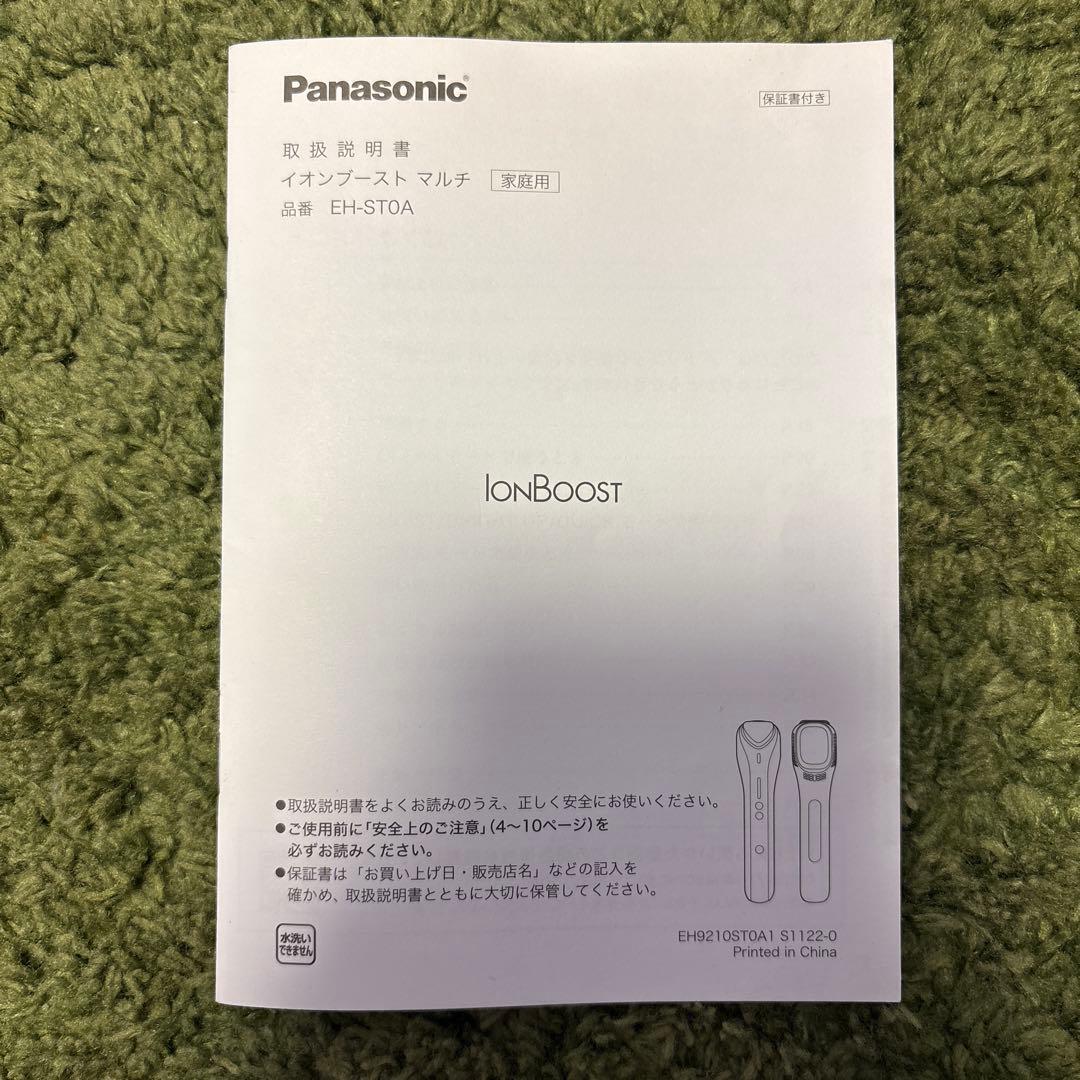 Panasonic®
保証書付き
取扱説明書
イオンブースト マルチ 家庭用
品番 EH-ST0A
IONBOOST
●取扱説明書をよくお読みのうえ、正しく安全にお使いください。
●ご使用前に「安全上のご注意」(4〜10ページ)を
必ずお読みください。
●保証書は「お買い上げ日・販売店名」などの記入を
確かめ、取扱説明書とともに大切に保管してください。
水洗い
できません
EH9210ST0A1 S1122-0
Printed in China